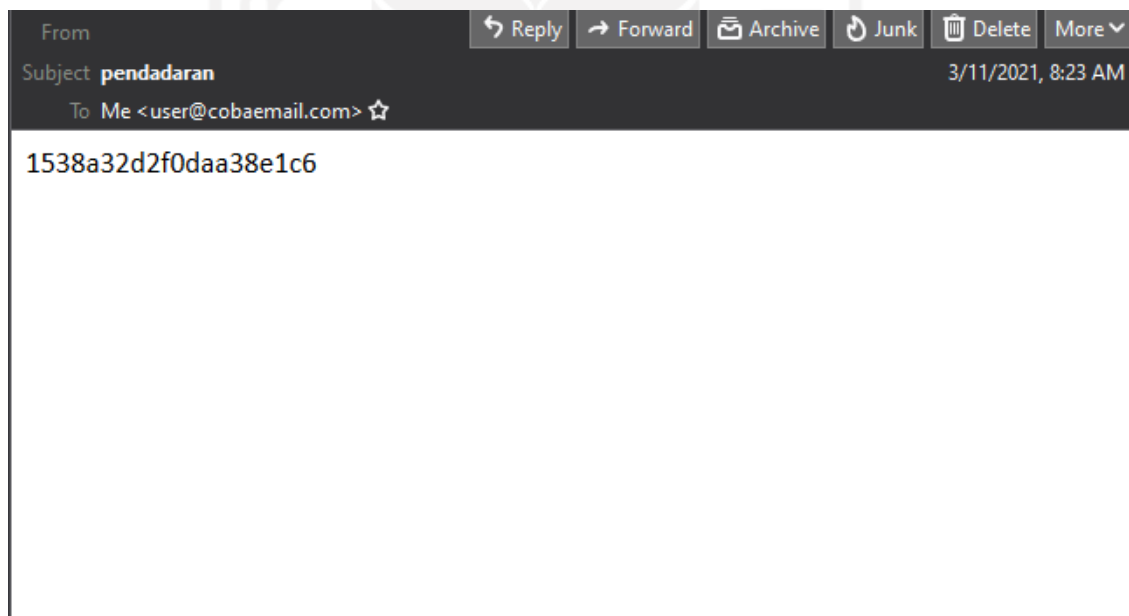 From Reply Forward Archive Junk Delete More
Subject pendadaran 3/11/2021, 8:23 AM
To Me <user@cobaemail.com>
1538a32d2f0daa38e1c6